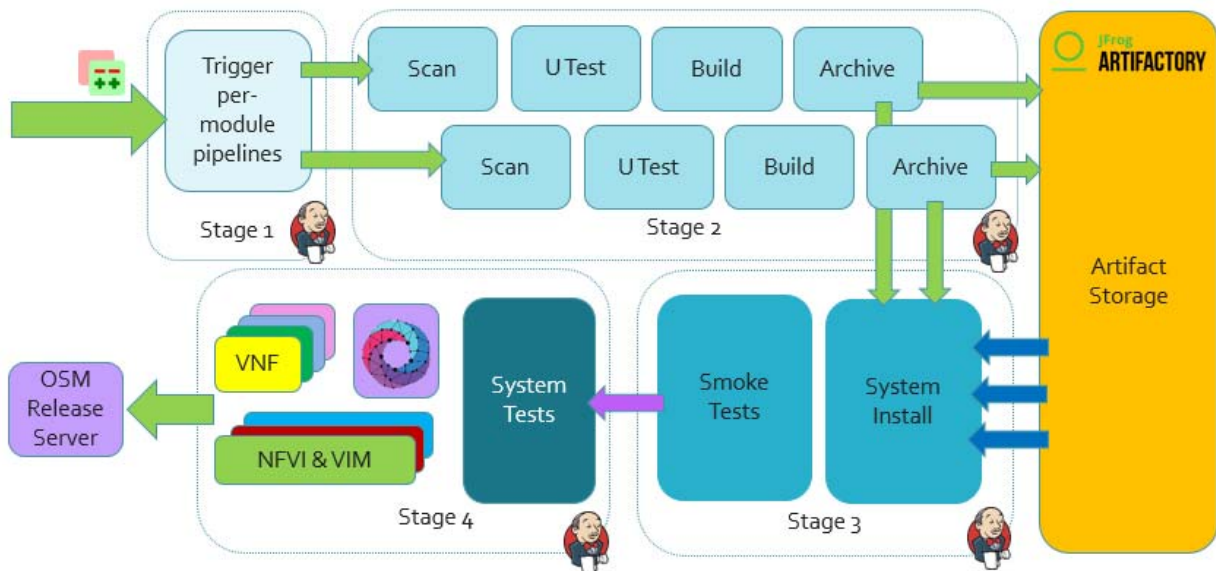 Trigger
per-
module
pipelines
Stage 1
Scan
U Test
Build
Archive
Scan
U Test
Build
Archive
Stage 2
jFrog
ARTIFACTORY
Artifact
Storage
OSM
Release
Server
VNF
NFVI & VIM
System
Tests
Stage 4
Smoke
Tests
System
Install
Stage 3